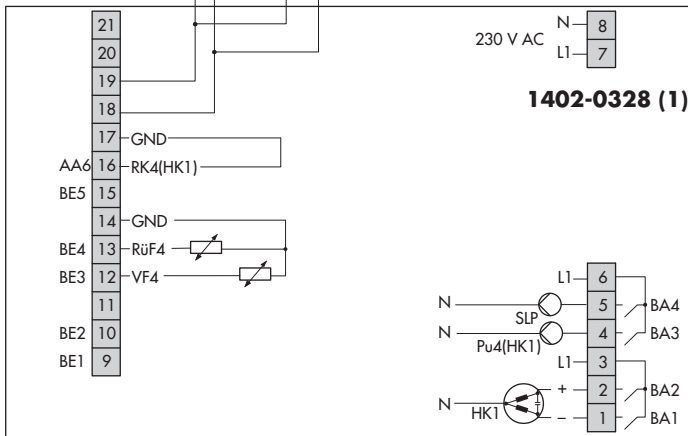 21
20
19
18
17 GND
AA6 16 RK4(HK1)
BE5 15
14 GND
BE4 13 RüF4
BE3 12 VF4
11
BE2 10
BE1 9
230 V AC
N 8
L1 7
1402-0328 (1)
L1 6
N SLP 5 BA4
N Pu4(HK1) 4 BA3
L1 3
+ 2 BA2
N HK1 – 1 BA1